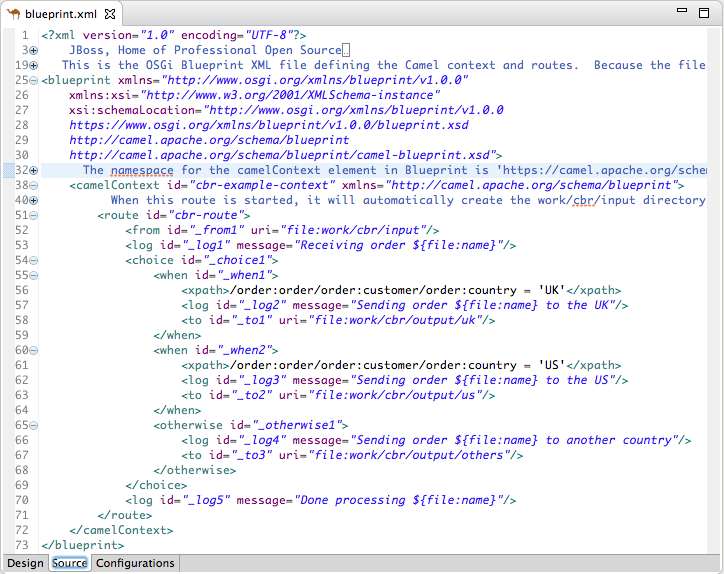 blueprint.xml
1 <?xml version="1.0" encoding="UTF-8"?>
3 JBoss, Home of Professional Open Source..
19 This is the OSGi Blueprint XML file defining the Camel context and routes.  Because the file
25 <blueprint xmlns="http://www.osgi.org/xmlns/blueprint/v1.0.0"
26 xmlns:xsi="http://www.w3.org/2001/XMLSchema-instance"
27 xsi:schemaLocation="http://www.osgi.org/xmlns/blueprint/v1.0.0
28 https://www.osgi.org/xmlns/blueprint/v1.0.0/blueprint.xsd
29 http://camel.apache.org/schema/blueprint
30 http://camel.apache.org/schema/blueprint/camel-blueprint.xsd">
32 The namespace for the camelContext element in Blueprint is 'https://camel.apache.org/schem
38 <camelContext id="cbr-example-context" xmlns="http://camel.apache.org/schema/blueprint">
40 When this route is started, it will automatically create the work/cbr/input directory
51 <route id="cbr-route">
52 <from id="_from1" uri="file:work/cbr/input"/>
53 <log id="_log1" message="Receiving order ${file:name}"/>
54 <choice id="_choice1">
55 <when id="_when1">
56 <xpath>/order:order/order:customer/order:country = 'UK'</xpath>
57 <log id="_log2" message="Sending order ${file:name} to the UK"/>
58 <to id="_to1" uri="file:work/cbr/output/uk"/>
59 </when>
60 <when id="_when2">
61 <xpath>/order:order/order:customer/order:country = 'US'</xpath>
62 <log id="_log3" message="Sending order ${file:name} to the US"/>
63 <to id="_to2" uri="file:work/cbr/output/us"/>
64 </when>
65 <otherwise id="_otherwise1">
66 <log id="_log4" message="Sending order ${file:name} to another country"/>
67 <to id="_to3" uri="file:work/cbr/output/others"/>
68 </otherwise>
69 </choice>
70 <log id="_log5" message="Done processing ${file:name}"/>
71 </route>
72 </camelContext>
73 </blueprint>
Design Source Configurations